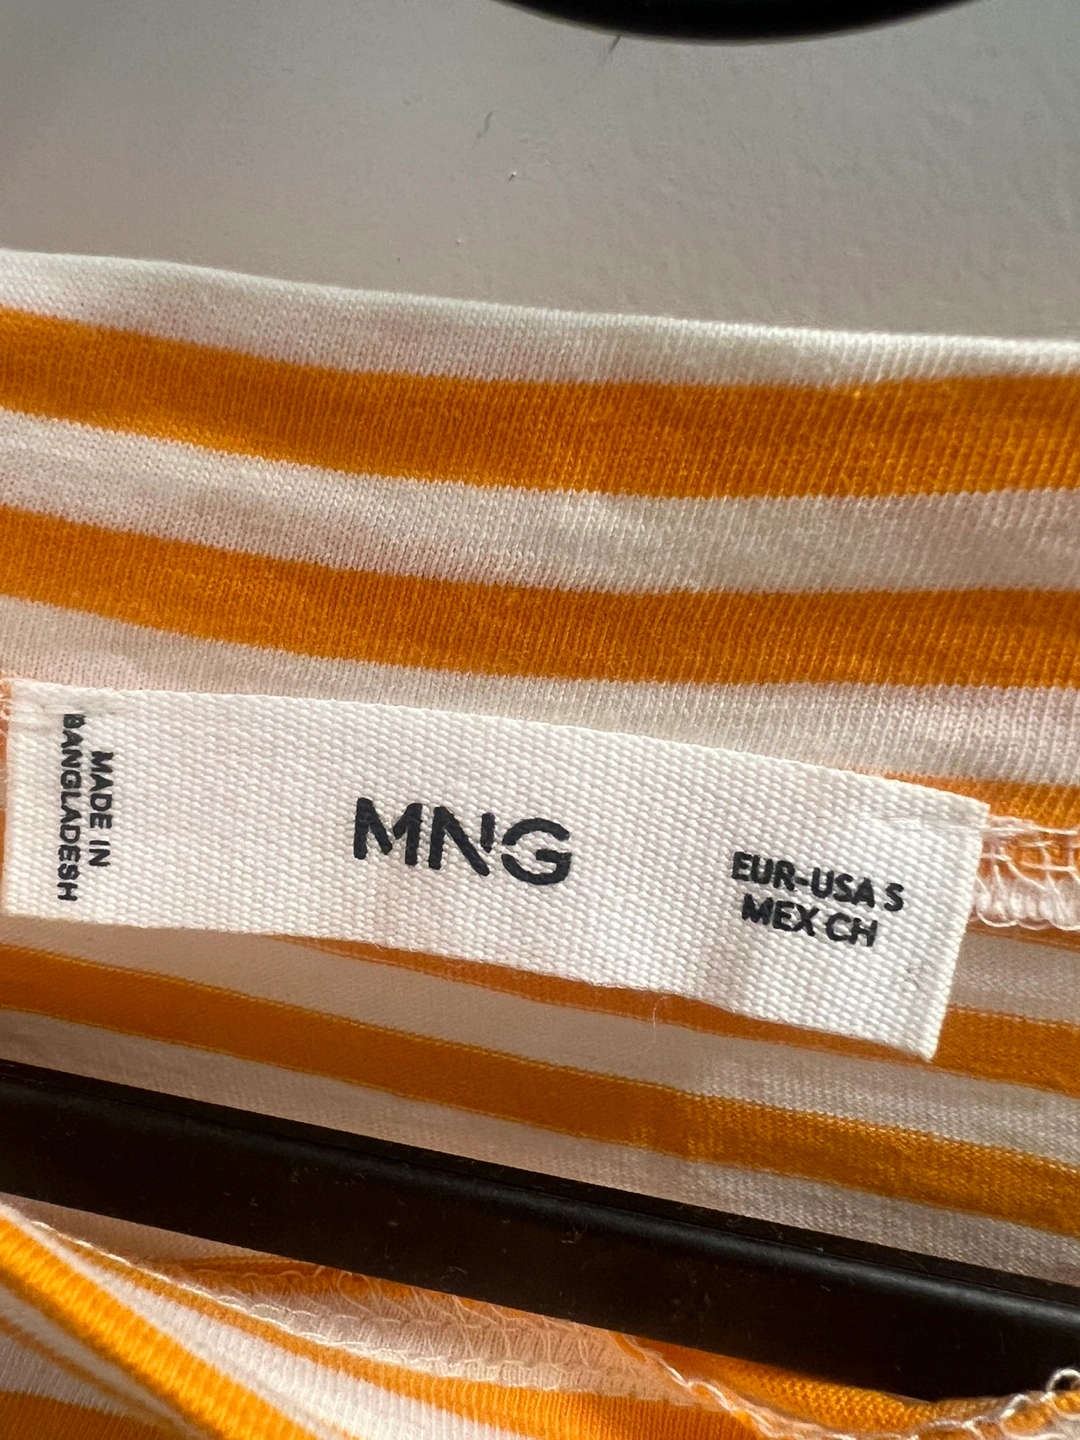 MADE IN
BANGLADESH
MNG
EUR-USA S
MEX CH